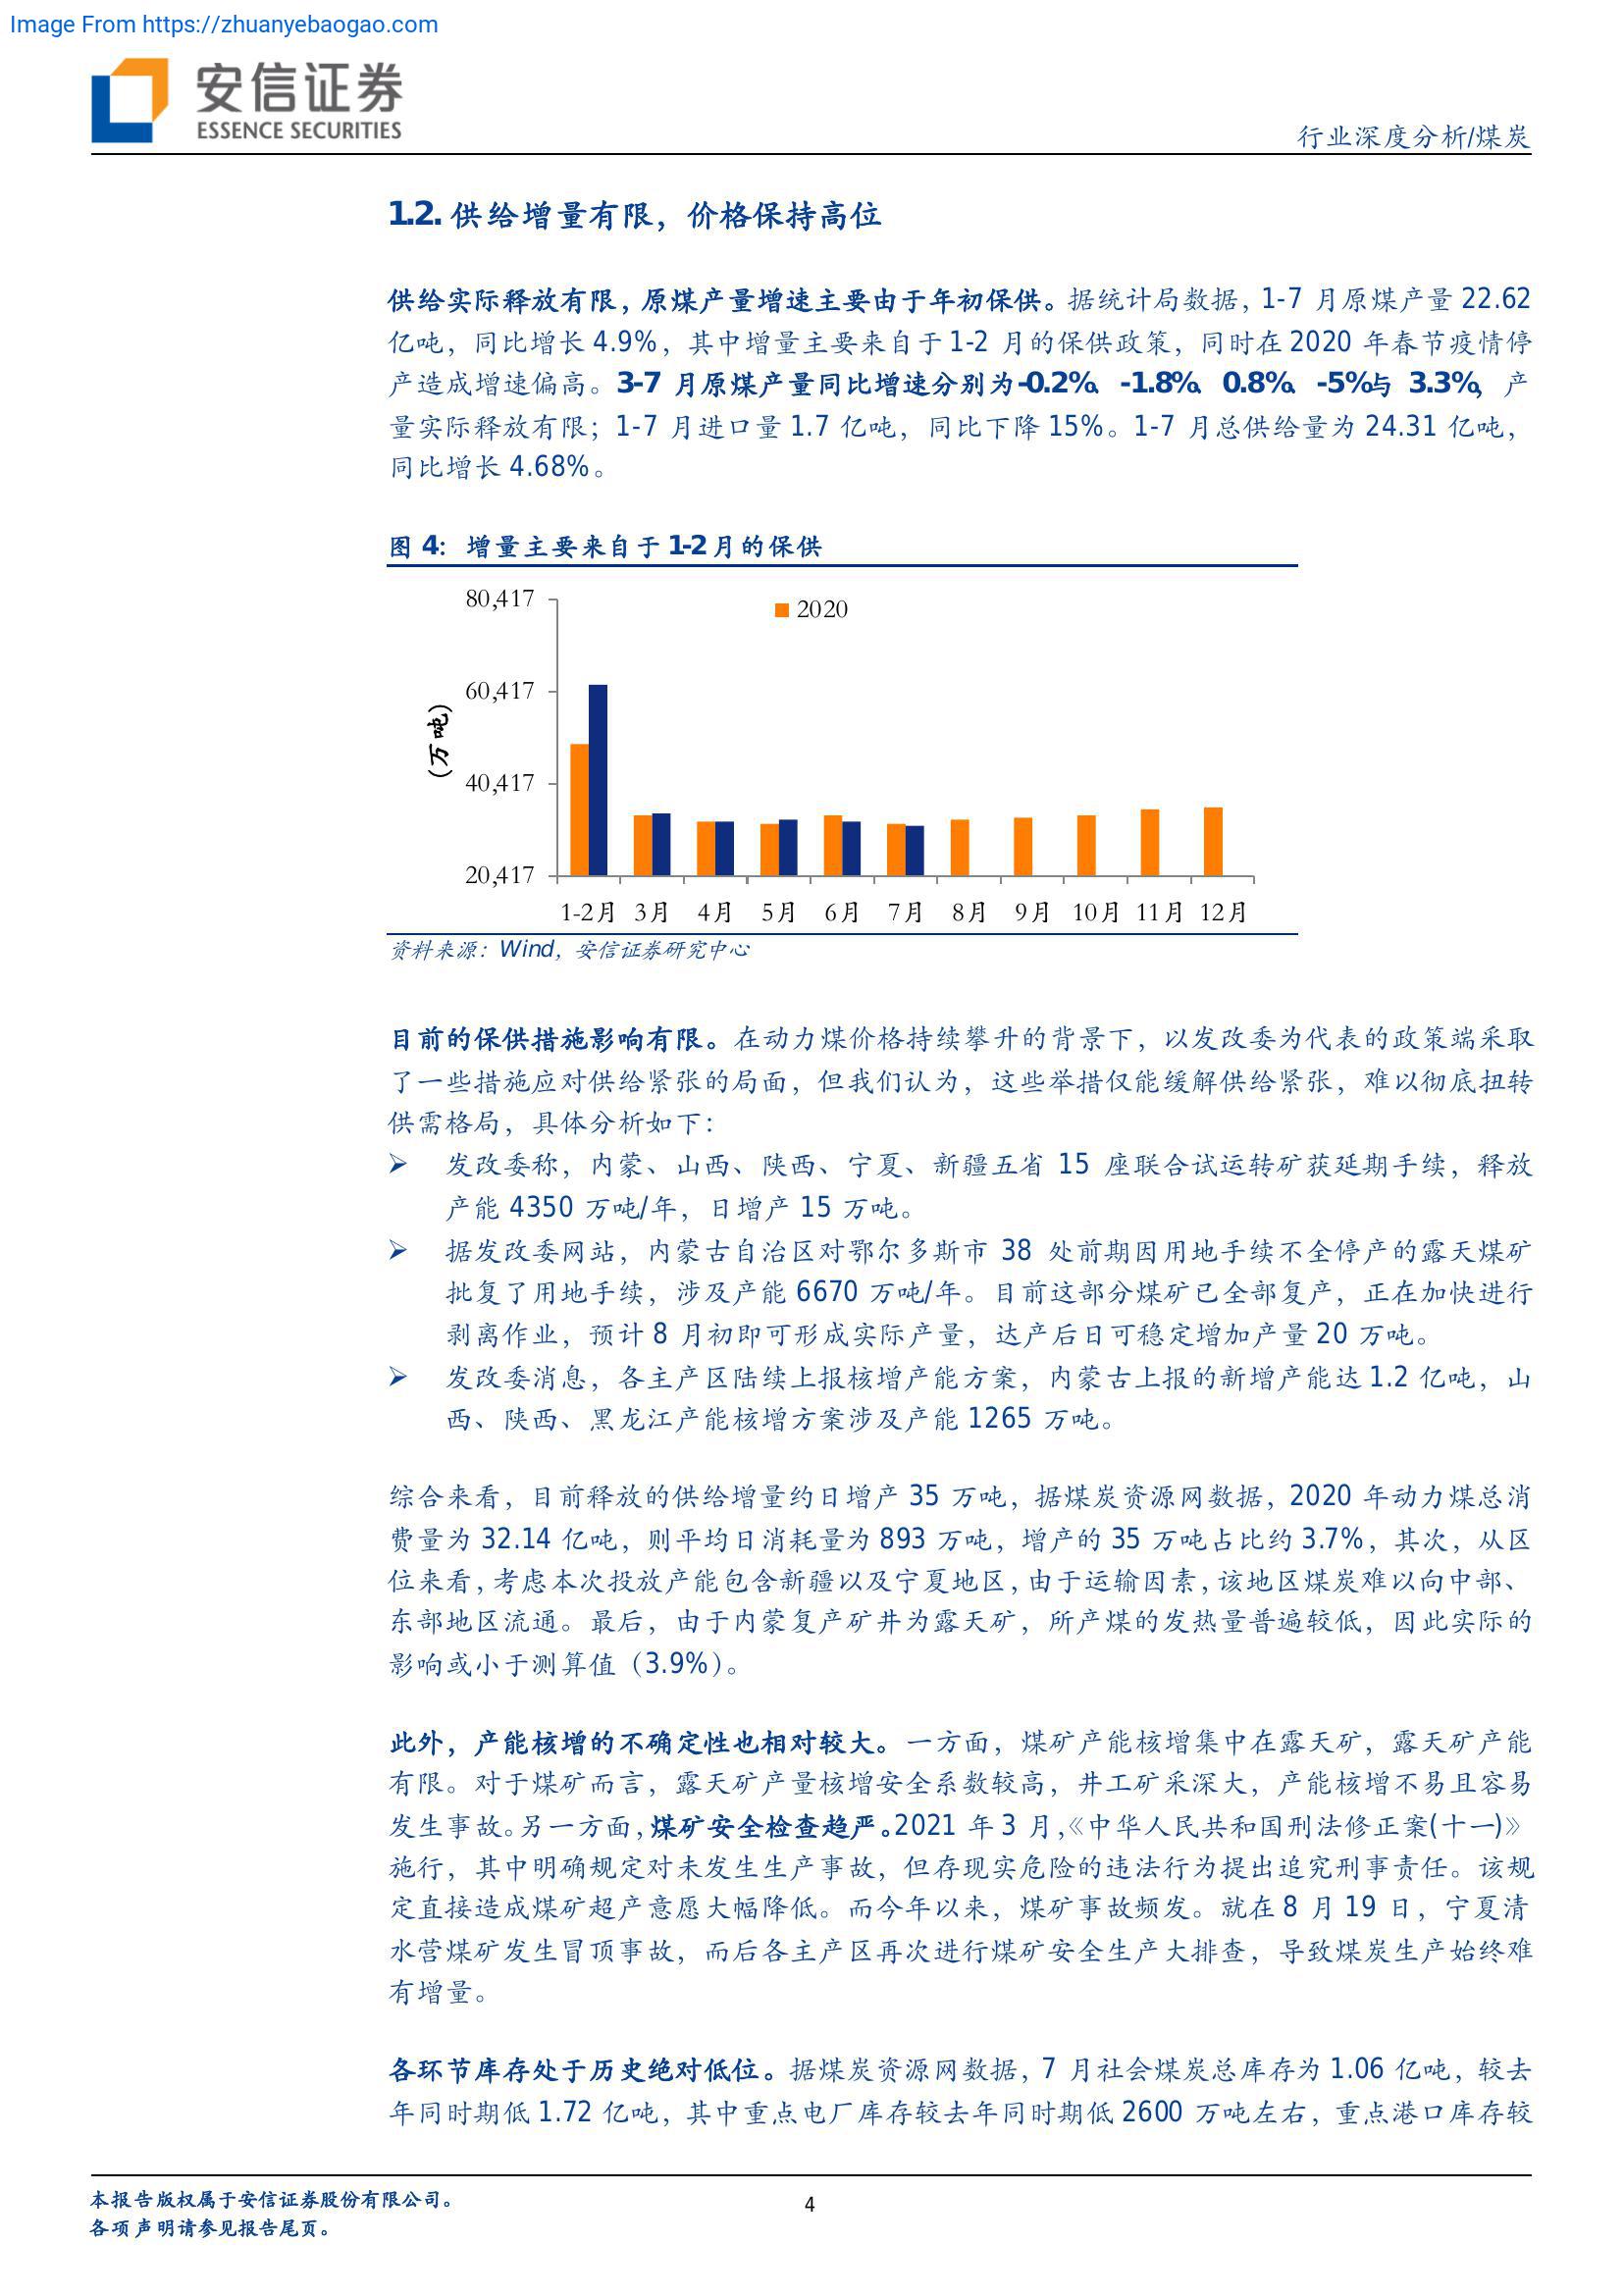 Image From https://zhuanyebaogao.com
安信证券
ESSENCE SECURITIES
行业深度分析/煤炭
1.2. 供给增量有限，价格保持高位
供给实际释放有限，原煤产量增速主要由于年初保供。据统计局数据，1-7 月原煤产量 22.62
亿吨，同比增长 4.9%，其中增量主要来自于 1-2 月的保供政策，同时在 2020 年春节疫情停
产造成增速偏高。3-7 月原煤产量同比增速分别为-0.2%、-1.8%、0.8%、-5%与 3.3%，产
量实际释放有限；1-7 月进口量 1.7 亿吨，同比下降 15%。1-7 月总供给量为 24.31 亿吨，
同比增长 4.68%。
图 4：增量主要来自于 1-2 月的保供
80,417
2020
60,417
(万吨)
40,417
20,417
1-2月 3月 4月 5月 6月 7月 8月 9月 10月 11月 12月
资料来源：Wind，安信证券研究中心
目前的保供措施影响有限。在动力煤价格持续攀升的背景下，以发改委为代表的政策端采取
了一些措施应对供给紧张的局面，但我们认为，这些举措仅能缓解供给紧张，难以彻底扭转
供需格局，具体分析如下：
➢ 发改委称，内蒙、山西、陕西、宁夏、新疆五省 15 座联合试运转矿获延期手续，释放
产能 4350 万吨/年，日增产 15 万吨。
➢ 据发改委网站，内蒙古自治区对鄂尔多斯市 38 处前期因用地手续不全停产的露天煤矿
批复了用地手续，涉及产能 6670 万吨/年。目前这部分煤矿已全部复产，正在加快进行
剥离作业，预计 8 月初即可形成实际产量，达产后日可稳定增加产量 20 万吨。
➢ 发改委消息，各主产区陆续上报核增产能方案，内蒙古上报的新增产能达 1.2 亿吨，山
西、陕西、黑龙江产能核增方案涉及产能 1265 万吨。
综合来看，目前释放的供给增量约日增产 35 万吨，据煤炭资源网数据，2020 年动力煤总消
费量为 32.14 亿吨，则平均日消耗量为 893 万吨，增产的 35 万吨占比约 3.7%，其次，从区
位来看，考虑本次投放产能包含新疆以及宁夏地区，由于运输因素，该地区煤炭难以向中部、
东部地区流通。最后，由于内蒙复产矿井为露天矿，所产煤的发热量普遍较低，因此实际的
影响或小于测算值（3.9%）。
此外，产能核增的不确定性也相对较大。一方面，煤矿产能核增集中在露天矿，露天矿产能
有限。对于煤矿而言，露天矿产量核增安全系数较高，井工矿采深大，产能核增不易且容易
发生事故。另一方面，煤矿安全检查趋严。2021 年 3 月，《中华人民共和国刑法修正案(十一)》
施行，其中明确规定对未发生生产事故，但存现实危险的违法行为提出追究刑事责任。该规
定直接造成煤矿超产意愿大幅降低。而今年以来，煤矿事故频发。就在 8 月 19 日，宁夏清
水营煤矿发生冒顶事故，而后各主产区再次进行煤矿安全生产大排查，导致煤炭生产始终难
有增量。
各环节库存处于历史绝对低位。据煤炭资源网数据，7 月社会煤炭总库存为 1.06 亿吨，较去
年同时期低 1.72 亿吨，其中重点电厂库存较去年同时期低 2600 万吨左右，重点港口库存较
本报告版权属于安信证券股份有限公司。
4
各项声明请参见报告尾页。